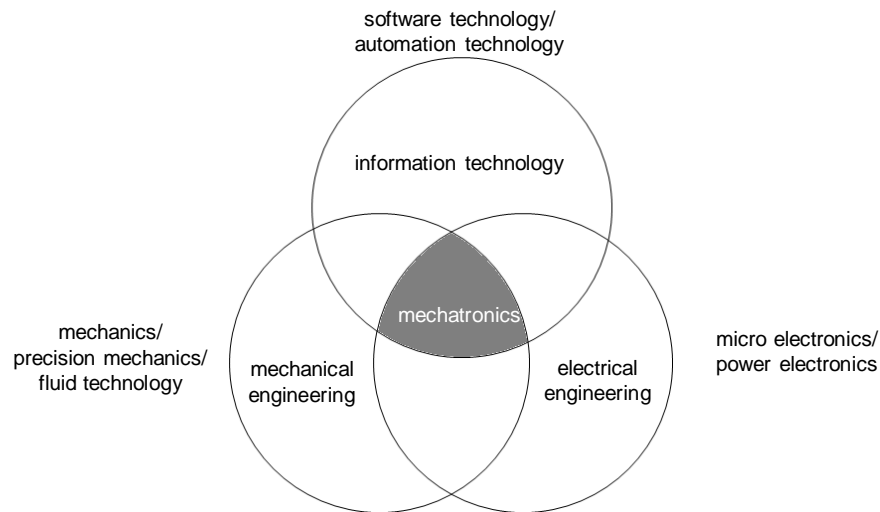 software technology/
automation technology
information technology
mechatronics
mechanics/
precision mechanics/
fluid technology
mechanical
engineering
electrical
engineering
micro electronics/
power electronics